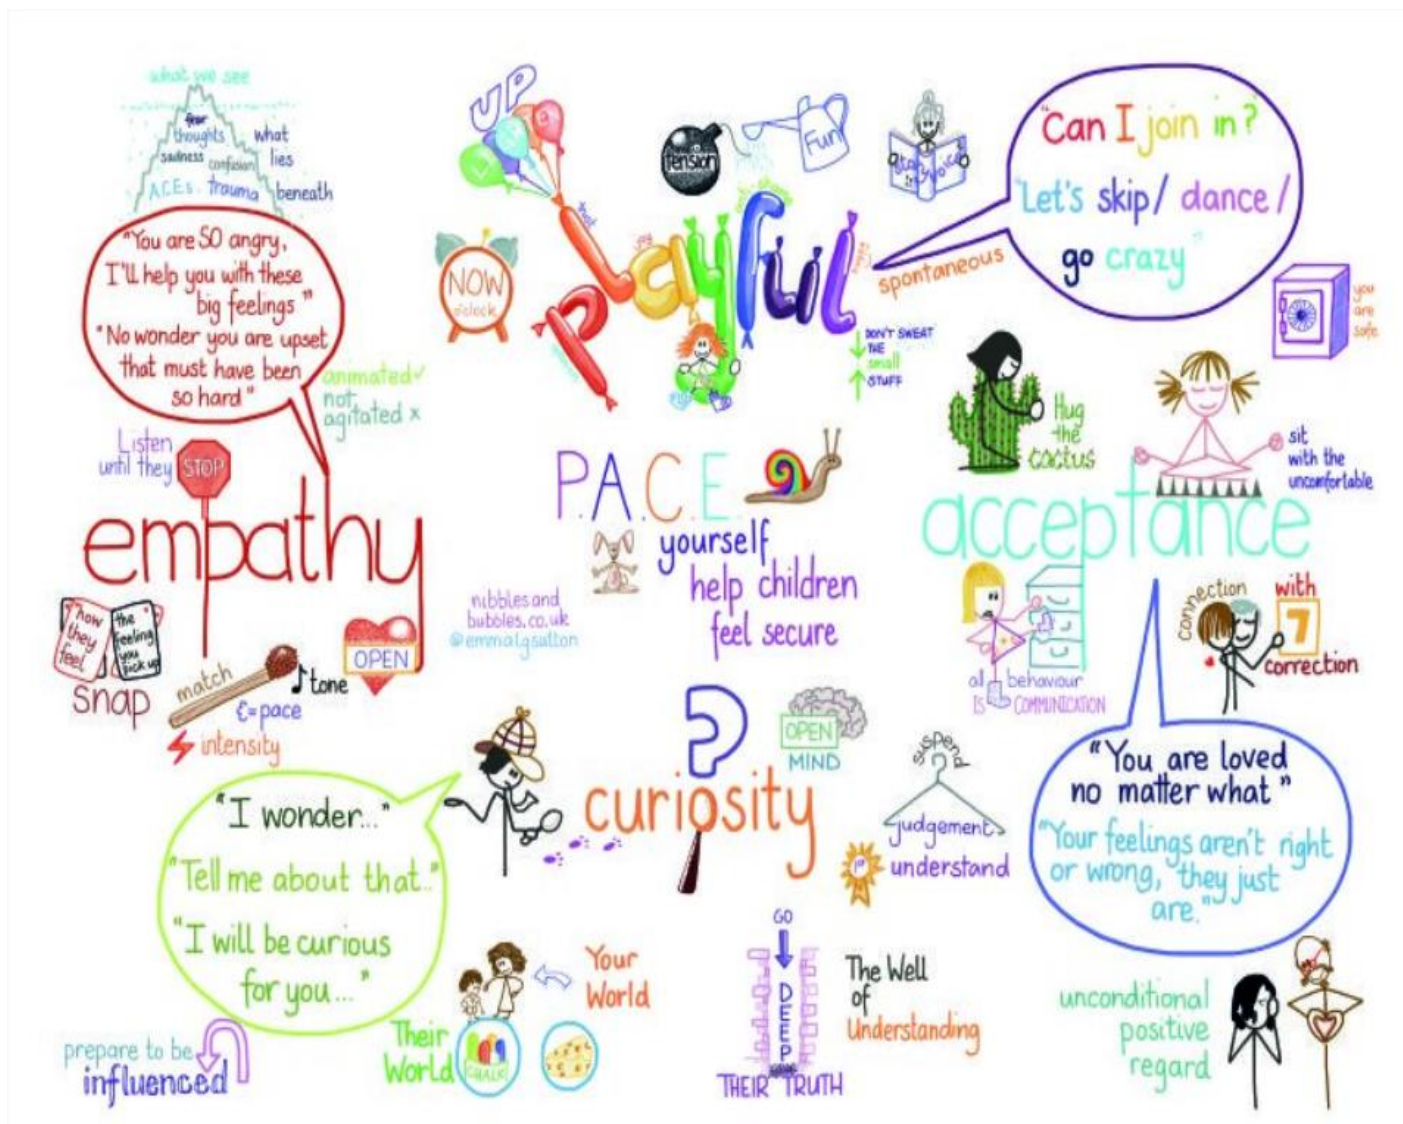 what we see
fear
thoughts
sadness confusion
ACEs trauma
what
lies
beneath
"You are SO angry,
I'll help you with these
big feelings"
"No wonder you are upset
that must have been
so hard"
animated ✓
not
agitated x
Listen
until they
STOP
empathy
how
they
feel
the
feeling
you
pick up
snap
match
tone
€=pace
intensity
OPEN
UP
NOW
o'clock
tension
Fun
story
voice
playful
joy
spontaneous
DON'T SWEAT
THE
small
STUFF
"Can I join in?
"Let's skip/ dance/
go crazy"
you
are
safe
P.A.C.E
yourself
help children
feel secure
nibbles and
bubbles.co.uk
@emmalgsutton
Hug
the
cactus
sit
with the
uncomfortable
acceptance
all behaviour
IS COMMUNICATION
connection
with
7
correction
"You are loved
no matter what"
"Your feelings aren't right
or wrong, they just
are."
unconditional
positive
regard
OPEN
MIND
curiosity
suspend
judgement
1st
understand
"I wonder..."
"Tell me about that.."
"I will be curious
for you..."
prepare to be
influenced
Your
World
Their
World
CHALK
GO
DEEP
THEIR TRUTH
The Well
of
Understanding